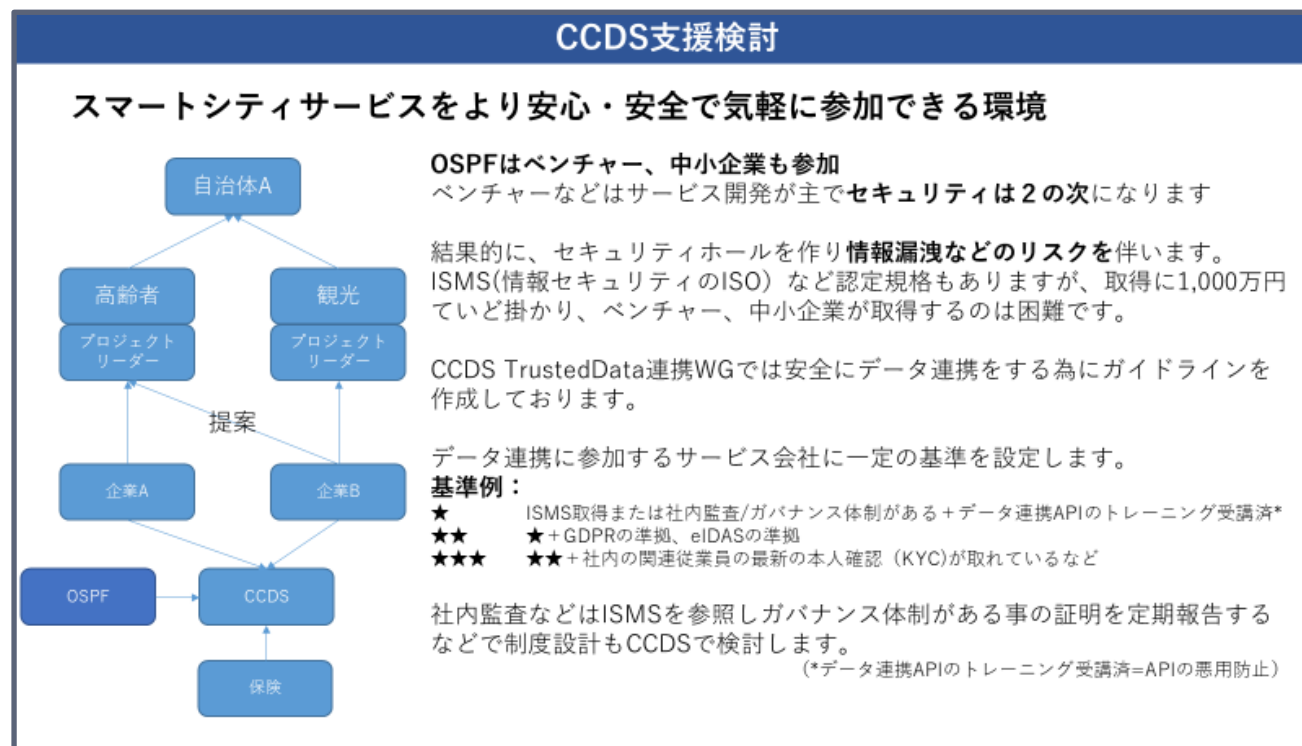 CCDS支援検討
スマートシティサービスをより安心・安全で気軽に参加できる環境
自治体A
高齢者
観光
プロジェクト
リーダー
プロジェクト
リーダー
提案
企業A
企業B
OSPF
CCDS
保険
OSPFはベンチャー、中小企業も参加
ベンチャーなどはサービス開発が主でセキュリティは２の次になります
結果的に、セキュリティホールを作り情報漏洩などのリスクを伴います。
ISMS(情報セキュリティのISO）など認定規格もありますが、取得に1,000万円
ていど掛かり、ベンチャー、中小企業が取得するのは困難です。
CCDS TrustedData連携WGでは安全にデータ連携をする為にガイドラインを
作成しております。
データ連携に参加するサービス会社に一定の基準を設定します。
基準例：
★ ISMS取得または社内監査/ガバナンス体制がある＋データ連携APIのトレーニング受講済*
★★ ★＋GDPRの準拠、eIDASの準拠
★★★ ★★＋社内の関連従業員の最新の本人確認（KYC)が取れているなど
社内監査などはISMSを参照しガバナンス体制がある事の証明を定期報告する
などで制度設計もCCDSで検討します。
（*データ連携APIのトレーニング受講済=APIの悪用防止）